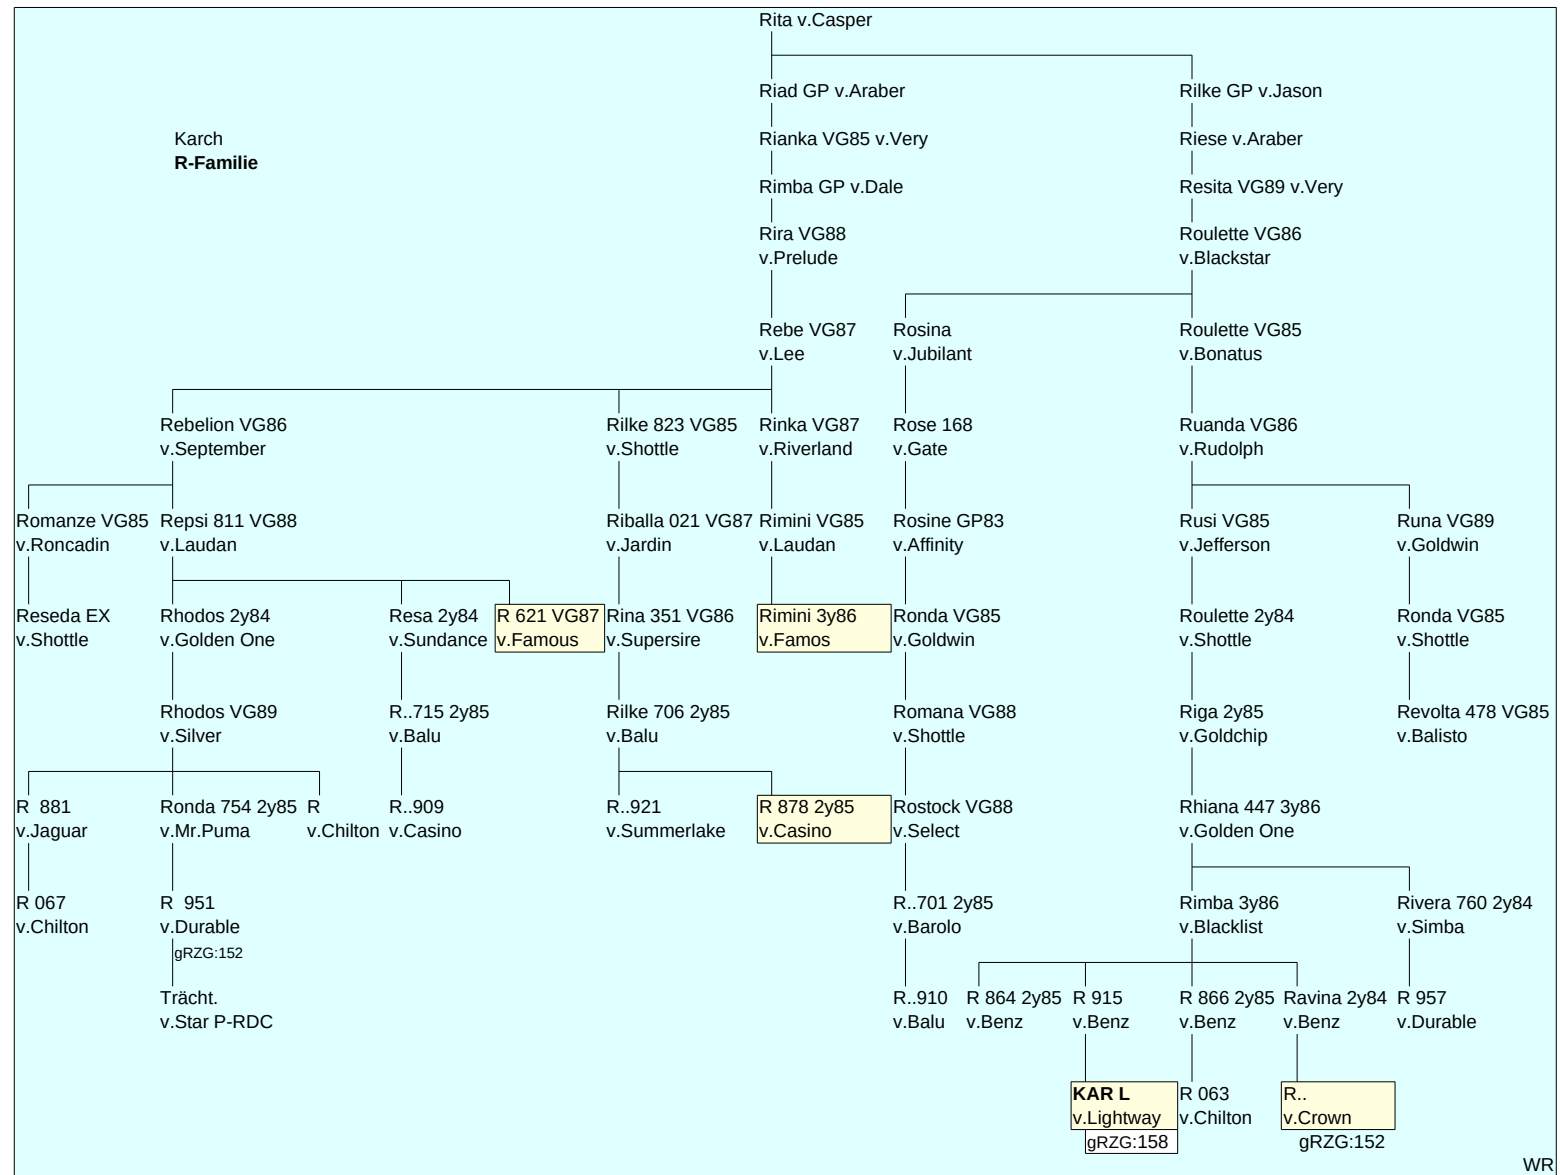 Rita v.Casper
Riad GP v.Araber
Rilke GP v.Jason
Karch
R-Familie
Rianka VG85 v.Very
Riese v.Araber
Rimba GP v.Dale
Resita VG89 v.Very
Rira VG88
v.Prelude
Roulette VG86
v.Blackstar
Rebe VG87
v.Lee
Rosina
v.Jubilant
Roulette VG85
v.Bonatus
Rebelion VG86
v.September
Rilke 823 VG85
v.Shottle
Rinka VG87
v.Riverland
Rose 168
v.Gate
Ruanda VG86
v.Rudolph
Romanze VG85
v.Roncadin
Repsi 811 VG88
v.Laudan
Riballa 021 VG87
v.Jardin
Rimini VG85
v.Laudan
Rosine GP83
v.Affinity
Rusi VG85
v.Jefferson
Runa VG89
v.Goldwin
Reseda EX
v.Shottle
Rhodos 2y84
v.Golden One
Resa 2y84
v.Sundance
R 621 VG87
v.Famous
Rina 351 VG86
v.Supersire
Rimini 3y86
v.Famos
Ronda VG85
v.Goldwin
Roulette 2y84
v.Shottle
Ronda VG85
v.Shottle
Rhodos VG89
v.Silver
R..715 2y85
v.Balu
Rilke 706 2y85
v.Balu
Romana VG88
v.Shottle
Riga 2y85
v.Goldchip
Revolta 478 VG85
v.Balisto
R  881
v.Jaguar
Ronda 754 2y85
v.Mr.Puma
R
v.Chilton
R..909
v.Casino
R..921
v.Summerlake
R 878 2y85
v.Casino
Rostock VG88
v.Select
Rhiana 447 3y86
v.Golden One
R 067
v.Chilton
R  951
v.Durable
gRZG:152
R..701 2y85
v.Barolo
Rimba 3y86
v.Blacklist
Rivera 760 2y84
v.Simba
Trächt.
v.Star P-RDC
R..910
v.Balu
R 864 2y85
v.Benz
R 915
v.Benz
R 866 2y85
v.Benz
Ravina 2y84
v.Benz
R 957
v.Durable
KAR L
v.Lightway
gRZG:158
R 063
v.Chilton
R..
v.Crown
gRZG:152
WR